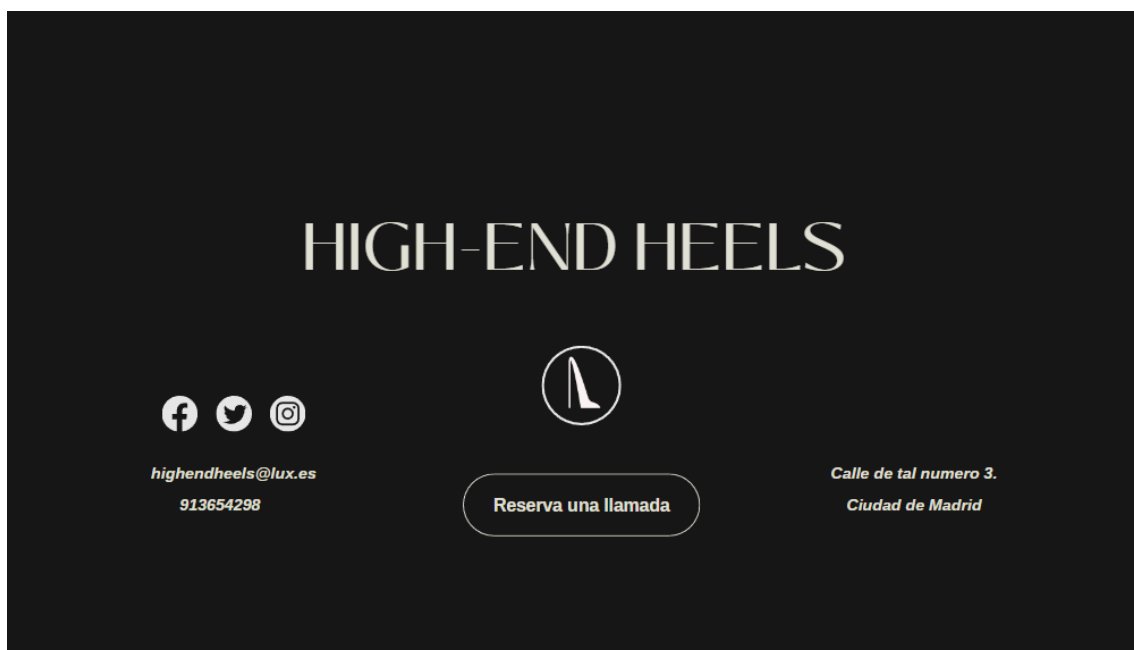 HIGH-END HEELS
highendheels@lux.es
913654298
Reserva una llamada
Calle de tal numero 3.
Ciudad de Madrid